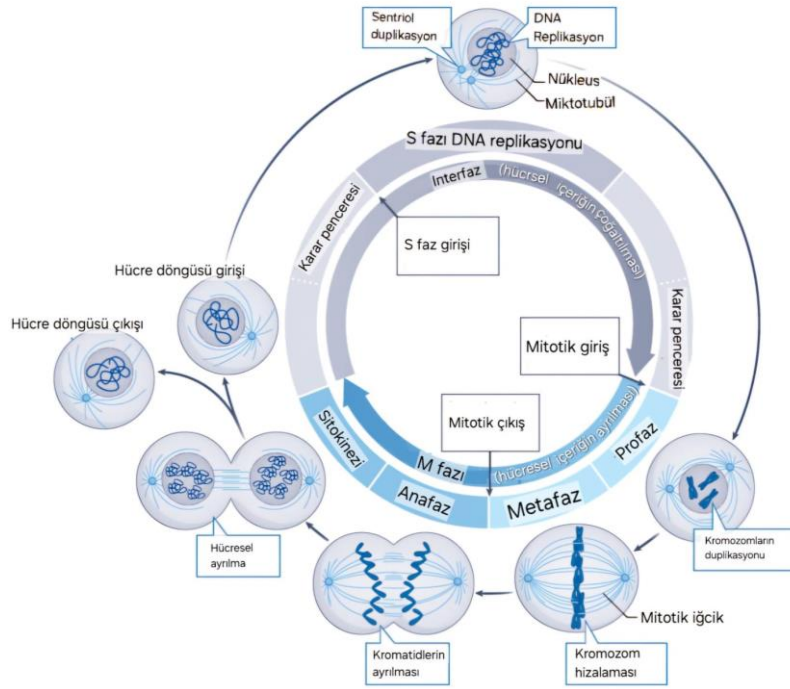 Sentriol
duplikasyon
DNA
Replikasyon
Nükleus
Miktotubül
S fazı DNA replikasyonu
Interfaz
(hücrsel içeriğin çoğaltılması)
Karar penceresi
S faz girişi
Karar penceresi
Hücre döngüsü girişi
Hücre döngüsü çıkışı
Mitotik giriş
Mitotik çıkış
Sitokinezi
M fazı
(hücresel içeriğin ayrılması)
Profaz
Anafaz
Metafaz
Hücresel
ayrılma
Kromozomların
duplikasyonu
Mitotik iğcik
Kromatidlerin
ayrılması
Kromozom
hizalaması